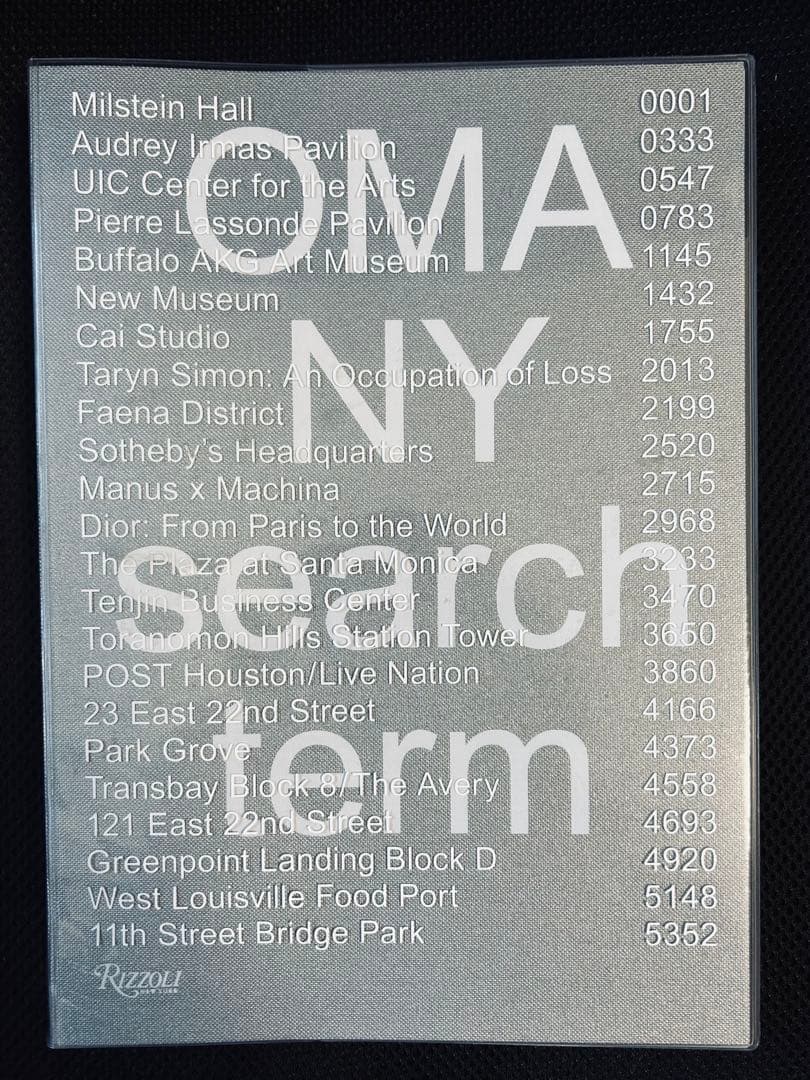 OMA
NY
search
term
Milstein Hall 0001
Audrey Irmas Pavilion 0333
UIC Center for the Arts 0547
Pierre Lassonde Pavilion 0783
Buffalo AKG Art Museum 1145
New Museum 1432
Cai Studio 1755
Taryn Simon: An Occupation of Loss 2013
Faena District 2199
Sotheby's Headquarters 2520
Manus x Machina 2715
Dior: From Paris to the World 2968
The Plaza at Santa Monica 3233
Tenjin Business Center 3470
Toranomon Hills Station Tower 3650
POST Houston/Live Nation 3860
23 East 22nd Street 4166
Park Grove 4373
Transbay Block 8/The Avery 4558
121 East 22nd Street 4693
Greenpoint Landing Block D 4920
West Louisville Food Port 5148
11th Street Bridge Park 5352
RIZZOLI
NEW YORK